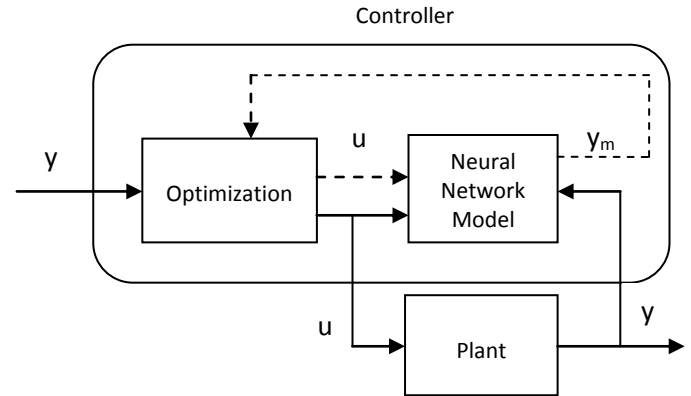 Controller
y
Optimization
u
Neural
Network
Model
yₘ
u
Plant
y